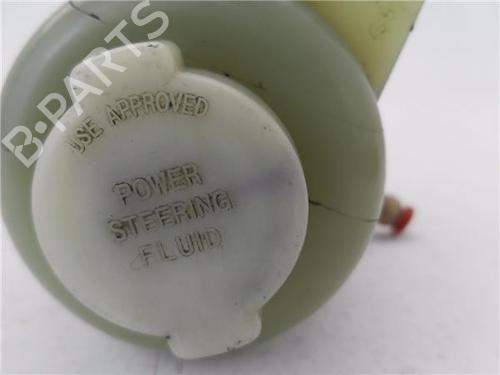 B-PARTS
USE APPROVED
POWER
STEERING
FLUID